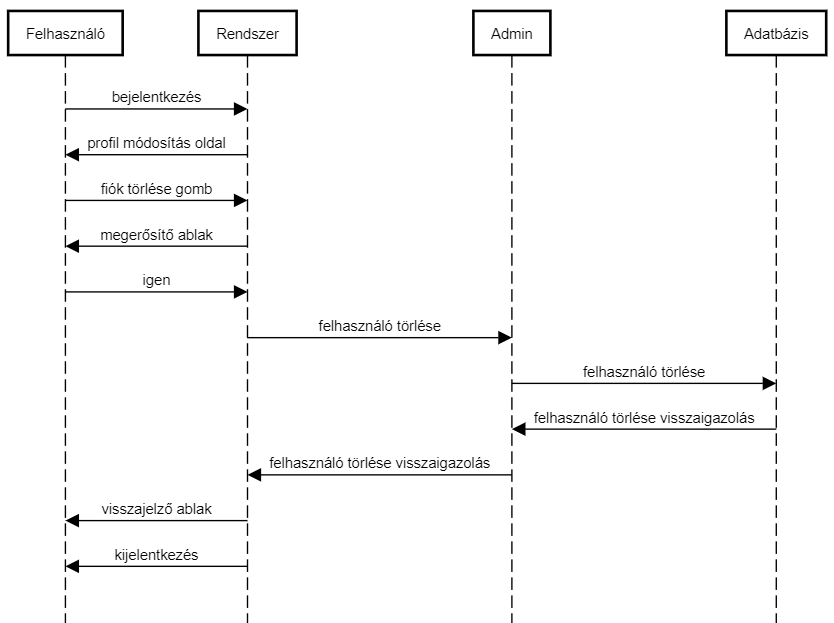 Felhasználó
Rendszer
Admin
Adatbázis
bejelentkezés
profil módosítás oldal
fiók törlése gomb
megerősítő ablak
igen
felhasználó törlése
felhasználó törlése
felhasználó törlése visszaigazolás
felhasználó törlése visszaigazolás
visszajelző ablak
kijelentkezés